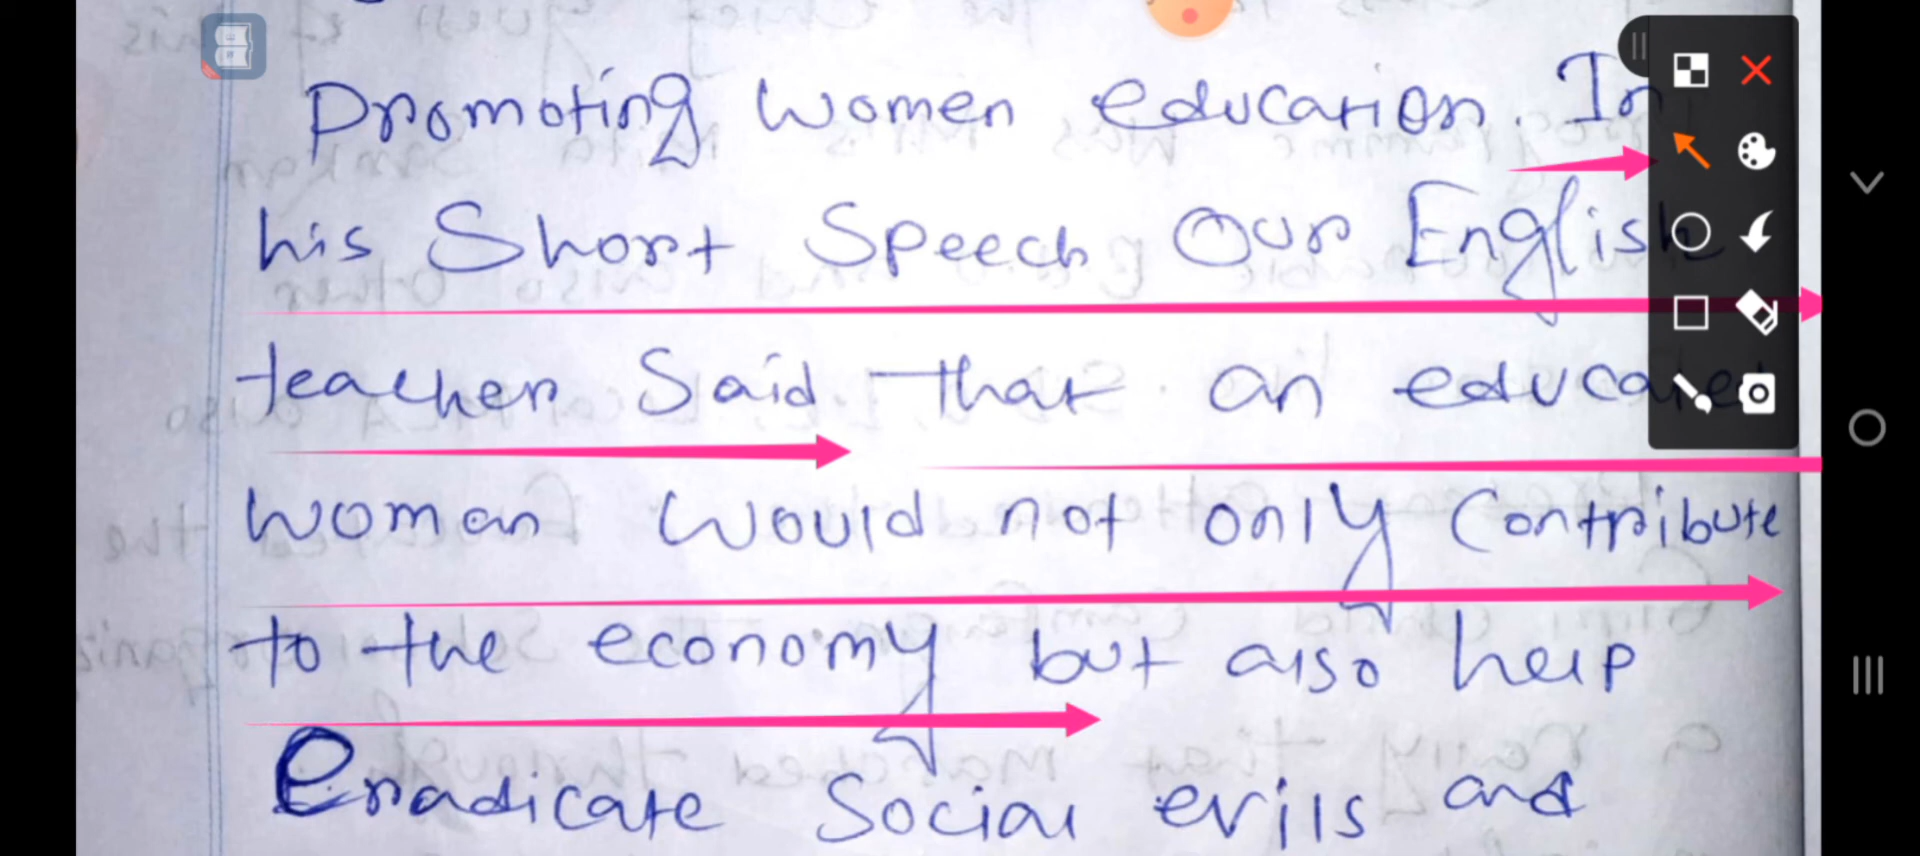 Promoting women education. In
his Short Speech Our English
teacher Said that an educated
woman would not only Contribute
to the economy but also help
Eradicate Social evils and